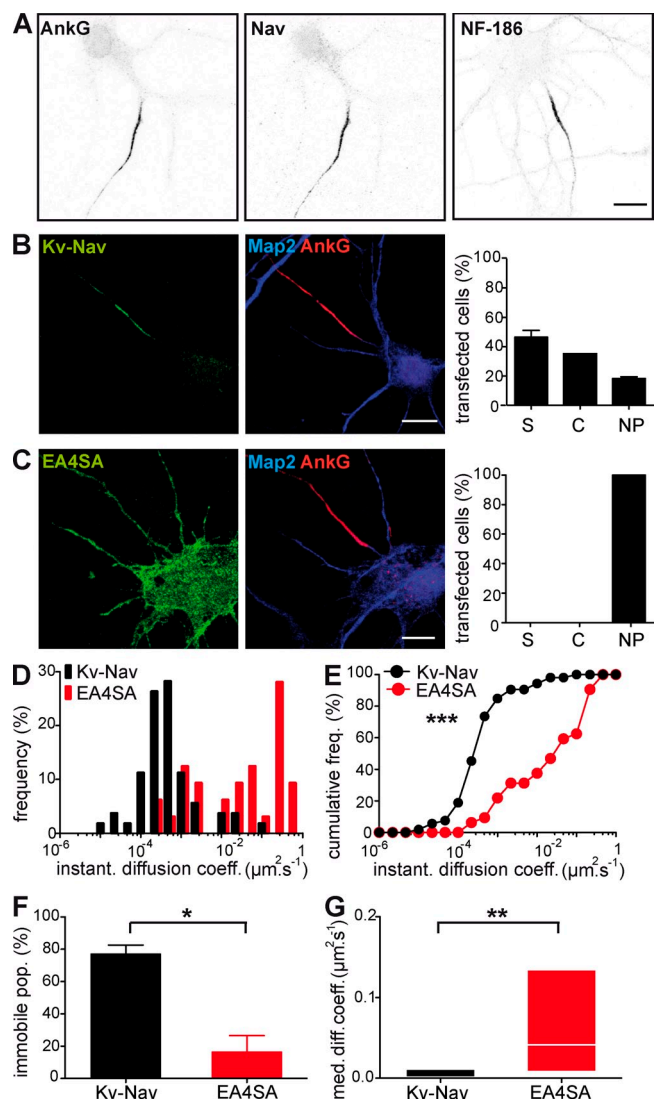 A AnkG Nav NF-186
B Kv-Nav Map2 AnkG
transfected cells (%)
100
80
60
40
20
0
S C NP
C EA4SA Map2 AnkG
transfected cells (%)
100
80
60
40
20
0
S C NP
D Kv-Nav
EA4SA
frequency (%)
30
20
10
0
10-6 10-4 10-2 1
instant. diffusion coeff.(µm².s-1)
E Kv-Nav
EA4SA
***
cumulative freq. (%)
100
80
60
40
20
0
10-6 10-4 10-2 1
instant. diffusion coeff.(µm².s-1)
F *
immobile pop. (%)
100
80
60
40
20
0
Kv-Nav EA4SA
G **
med. diff. coeff.(µm².s-1)
0.2
0.1
0.0
Kv-Nav EA4SA